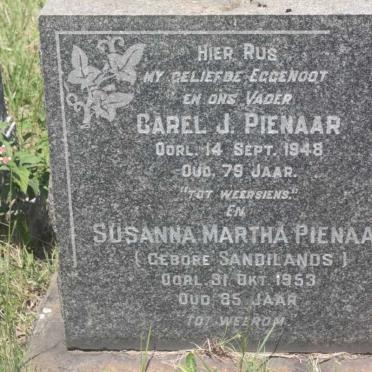 HIER RUS
MY GELIEFDE EGGENOOT
EN ONS VADER
CAREL J. PIENAAR
OORL. 14 SEPT. 1948
OUD. 79 JAAR.
"TOT WEERSIENS."
EN
SUSANNA MARTHA PIENAA
( GEBORE SANDILANDS )
OORL. 31 OKT. 1953
OUD 85 JAAR
TOT WEEROM